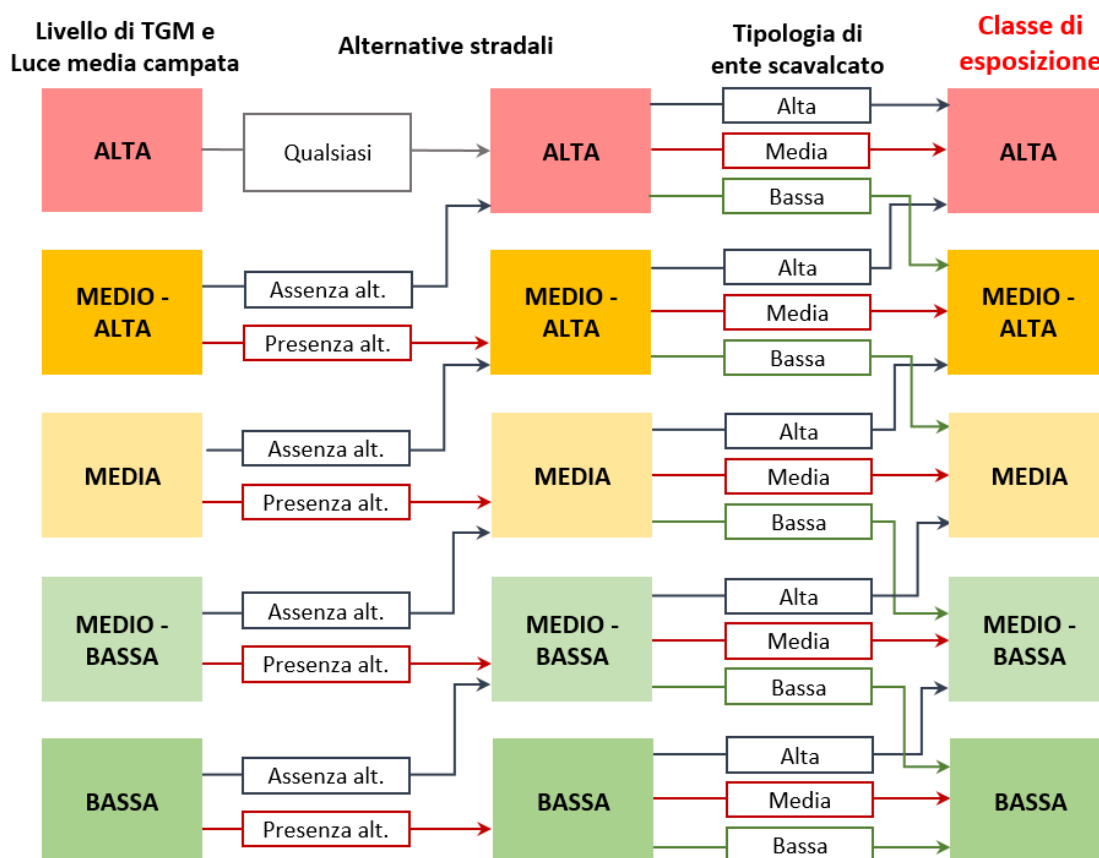 Livello di TGM e
Luce media campata
Alternative stradali
Tipologia di
ente scavalcato
Classe di
esposizione
ALTA
Qualsiasi
ALTA
Alta
Media
Bassa
ALTA
MEDIO -
ALTA
Assenza alt.
Presenza alt.
MEDIO -
ALTA
Alta
Media
Bassa
MEDIO -
ALTA
MEDIA
Assenza alt.
Presenza alt.
MEDIA
Alta
Media
Bassa
MEDIA
MEDIO -
BASSA
Assenza alt.
Presenza alt.
MEDIO -
BASSA
Alta
Media
Bassa
MEDIO -
BASSA
BASSA
Assenza alt.
Presenza alt.
BASSA
Alta
Media
Bassa
BASSA